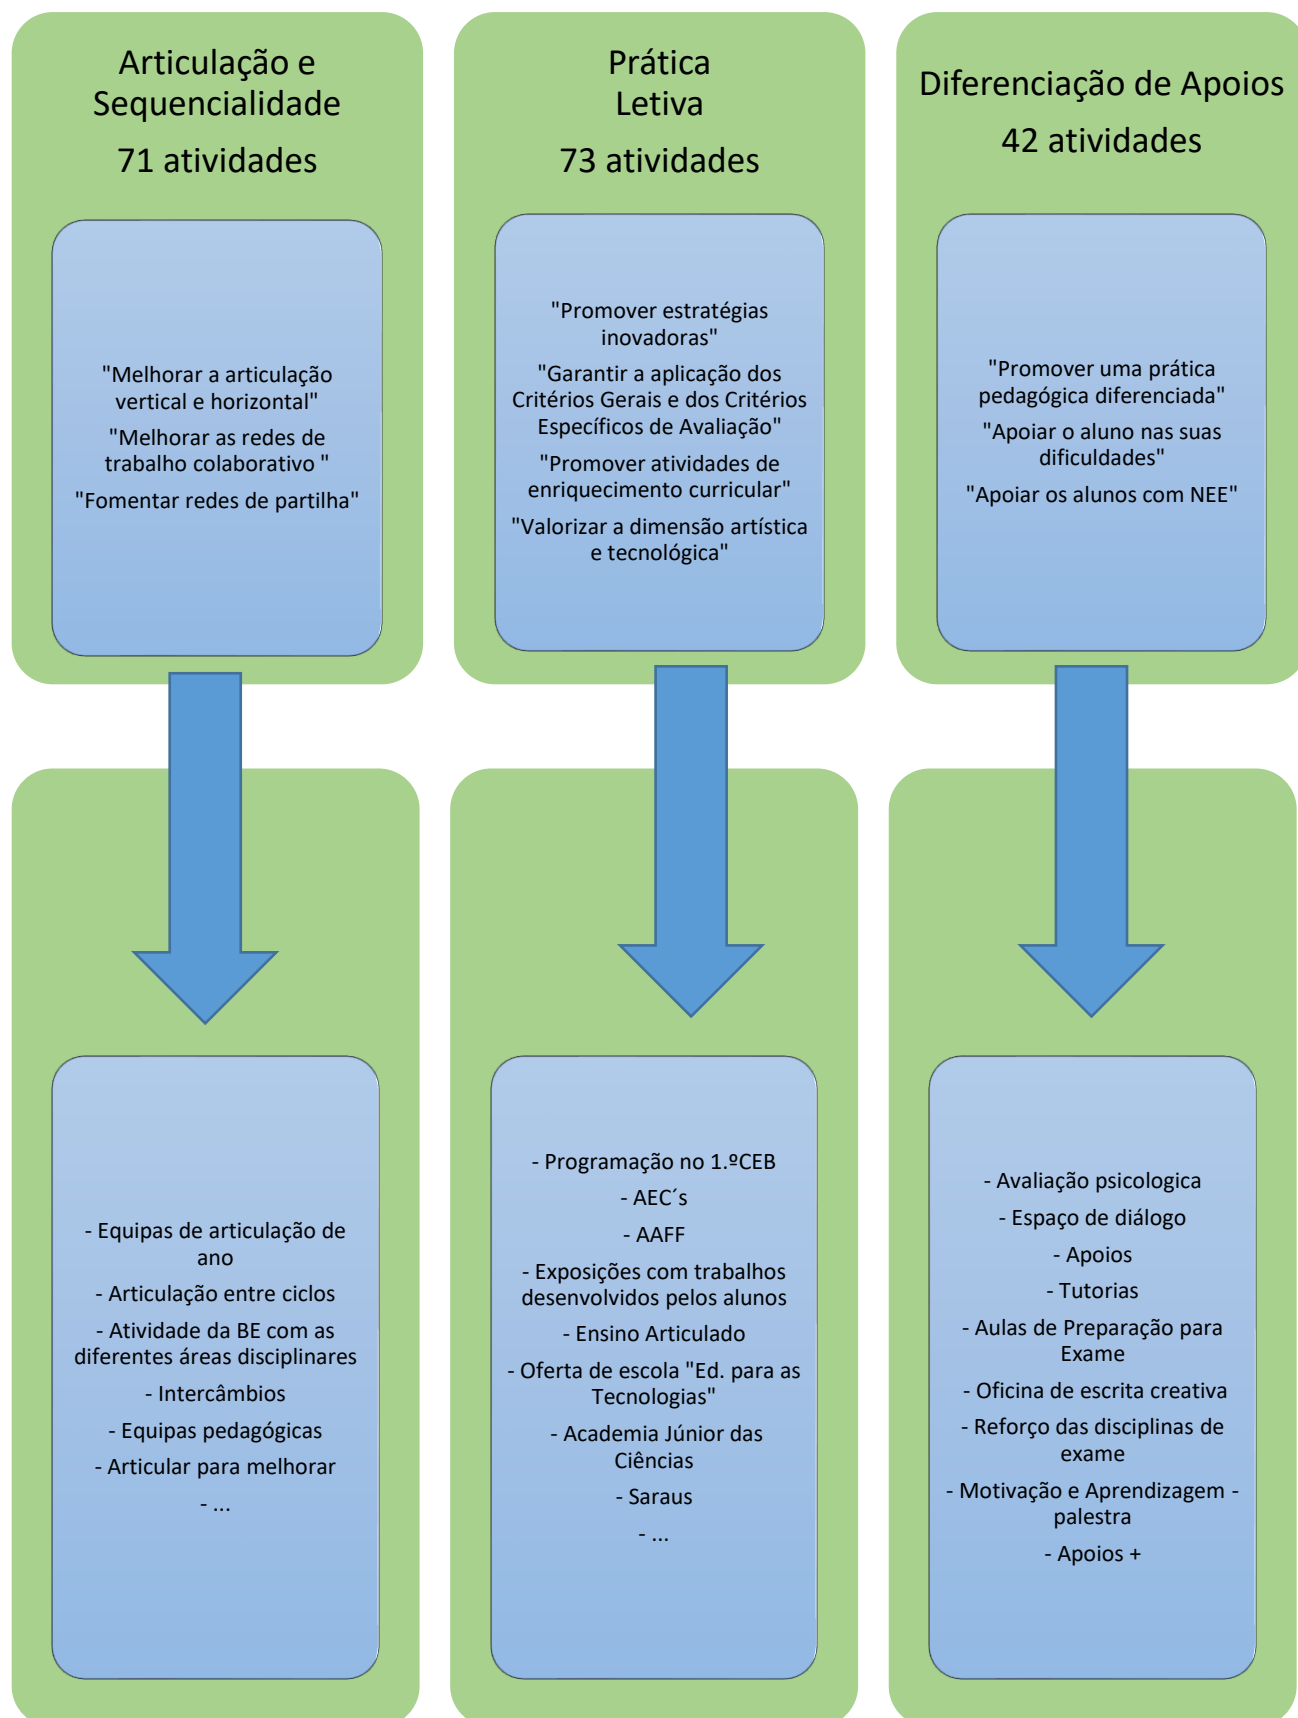 Articulação e
Sequencialidade
71 atividades
"Melhorar a articulação
vertical e horizontal"
"Melhorar as redes de
trabalho colaborativo "
"Fomentar redes de partilha"
Prática
Letiva
73 atividades
"Promover estratégias
inovadoras"
"Garantir a aplicação dos
Critérios Gerais e dos Critérios
Específicos de Avaliação"
"Promover atividades de
enriquecimento curricular"
"Valorizar a dimensão artística
e tecnológica"
Diferenciação de Apoios
42 atividades
"Promover uma prática
pedagógica diferenciada"
"Apoiar o aluno nas suas
dificuldades"
"Apoiar os alunos com NEE"
- Equipas de articulação de
ano
- Articulação entre ciclos
- Atividade da BE com as
diferentes áreas disciplinares
- Intercâmbios
- Equipas pedagógicas
- Articular para melhorar
- ...
- Programação no 1.ºCEB
- AEC´s
- AAFF
- Exposições com trabalhos
desenvolvidos pelos alunos
- Ensino Articulado
- Oferta de escola "Ed. para as
Tecnologias"
- Academia Júnior das
Ciências
- Saraus
- ...
- Avaliação psicologica
- Espaço de diálogo
- Apoios
- Tutorias
- Aulas de Preparação para
Exame
- Oficina de escrita creativa
- Reforço das disciplinas de
exame
- Motivação e Aprendizagem -
palestra
- Apoios +